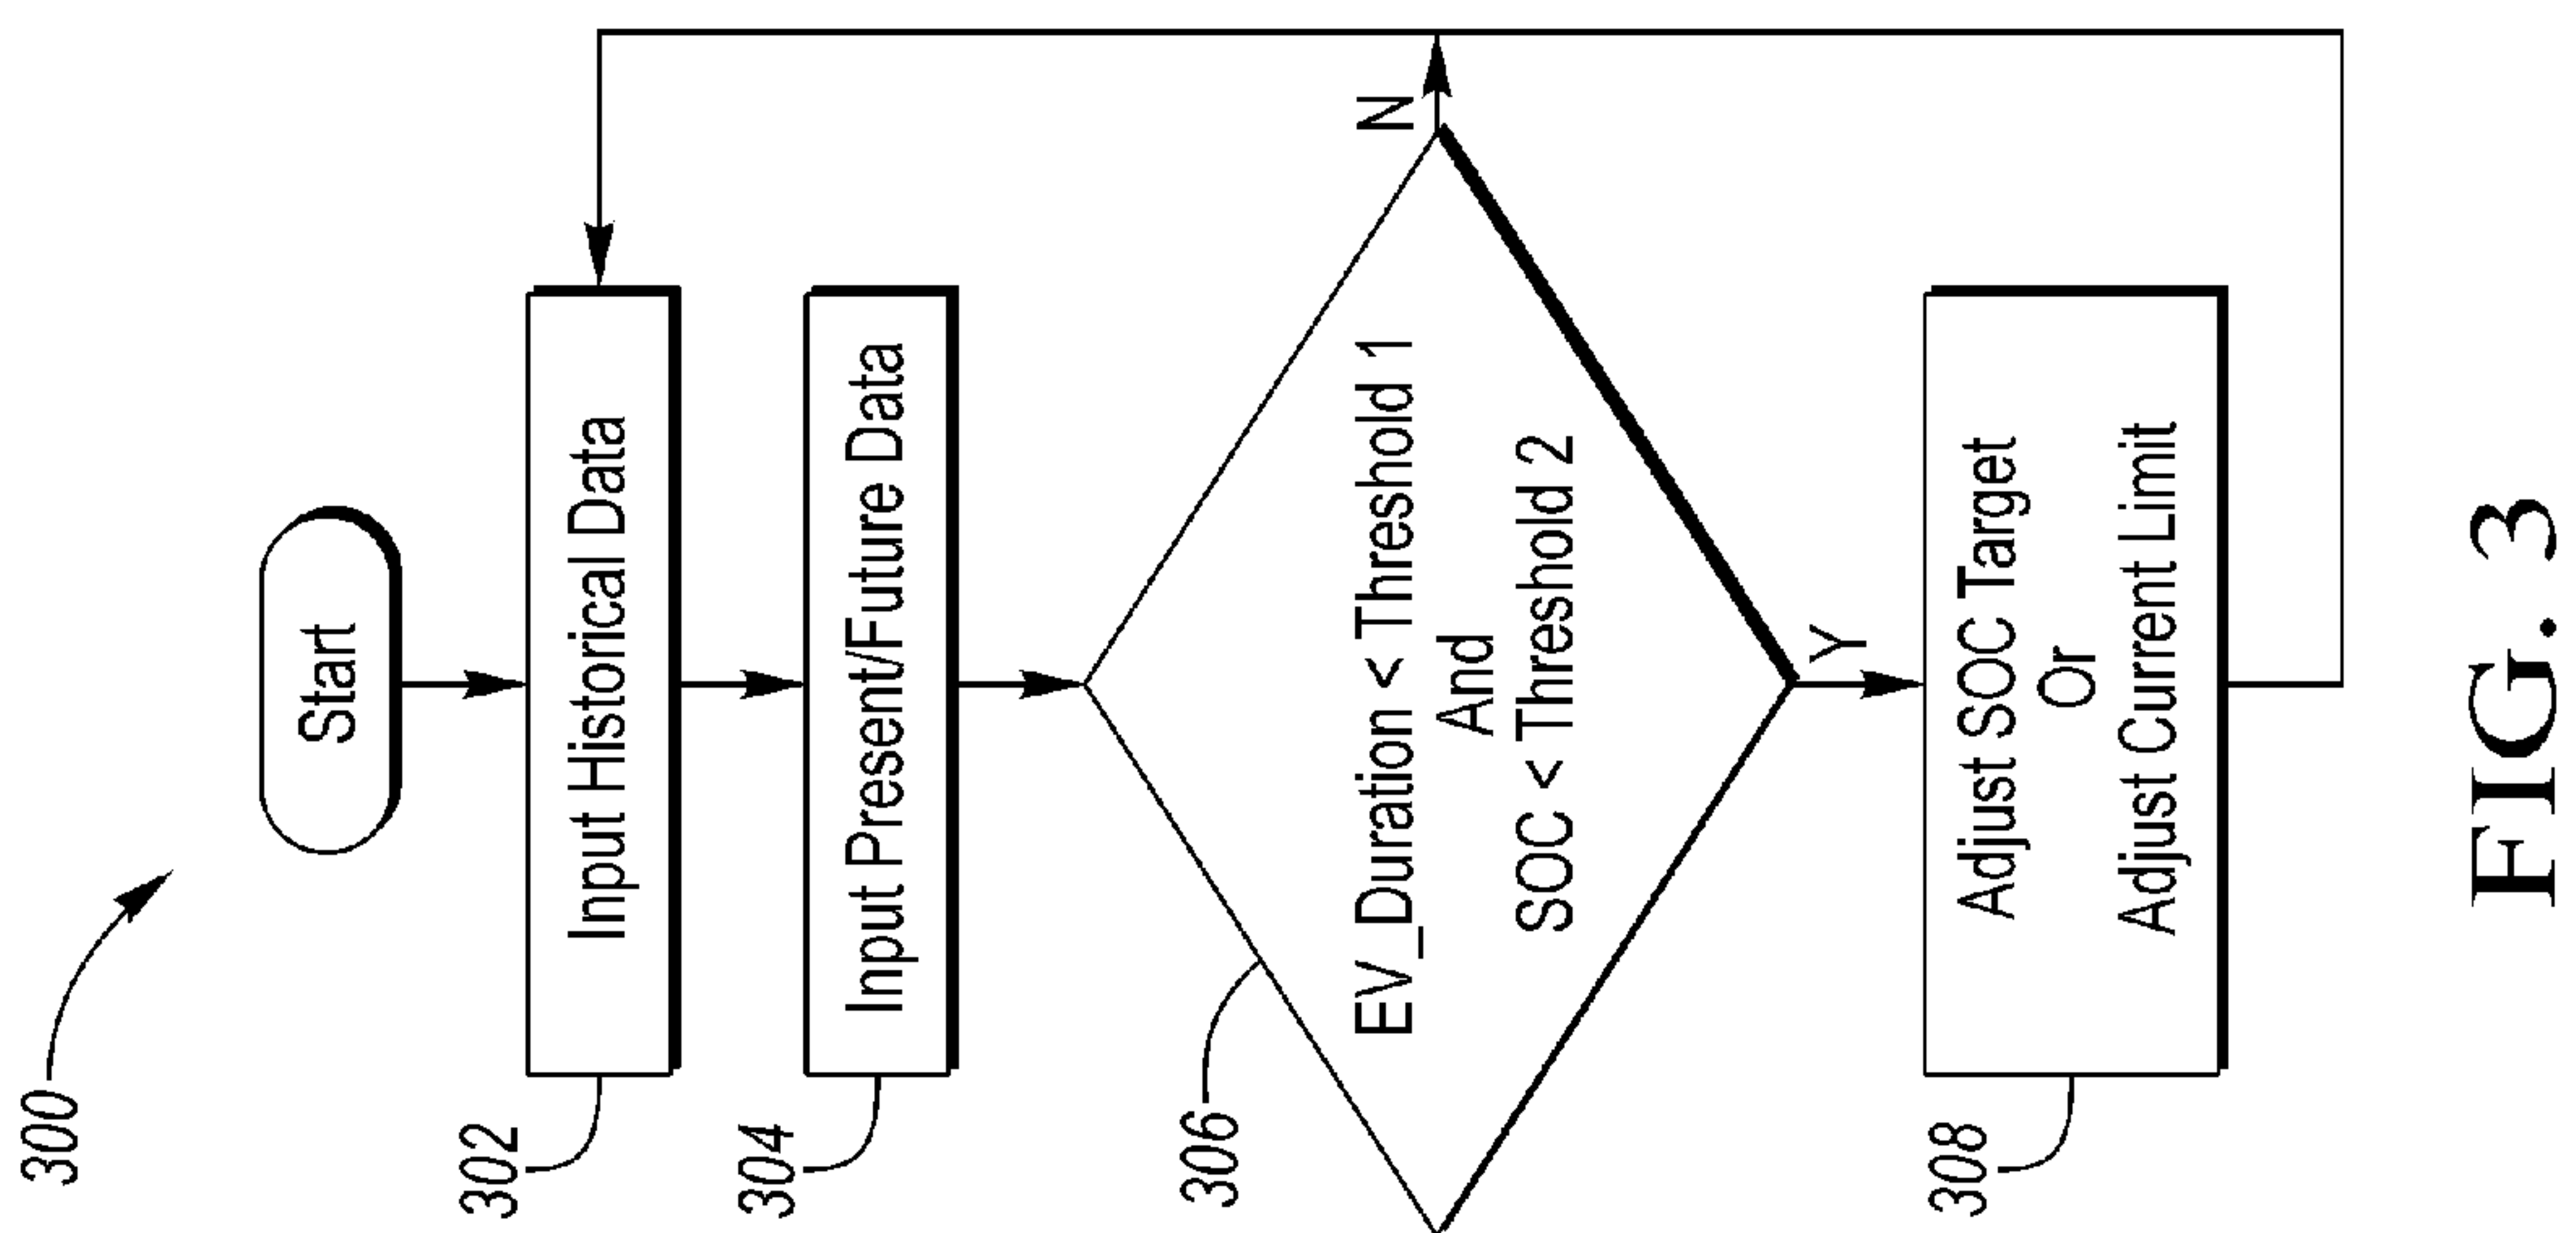 300
Start
302
Input Historical Data
304
Input Present/Future Data
306
EV_Duration < Threshold 1
And
SOC < Threshold 2
N
Y
308
Adjust SOC Target
Or
Adjust Current Limit
FIG. 3